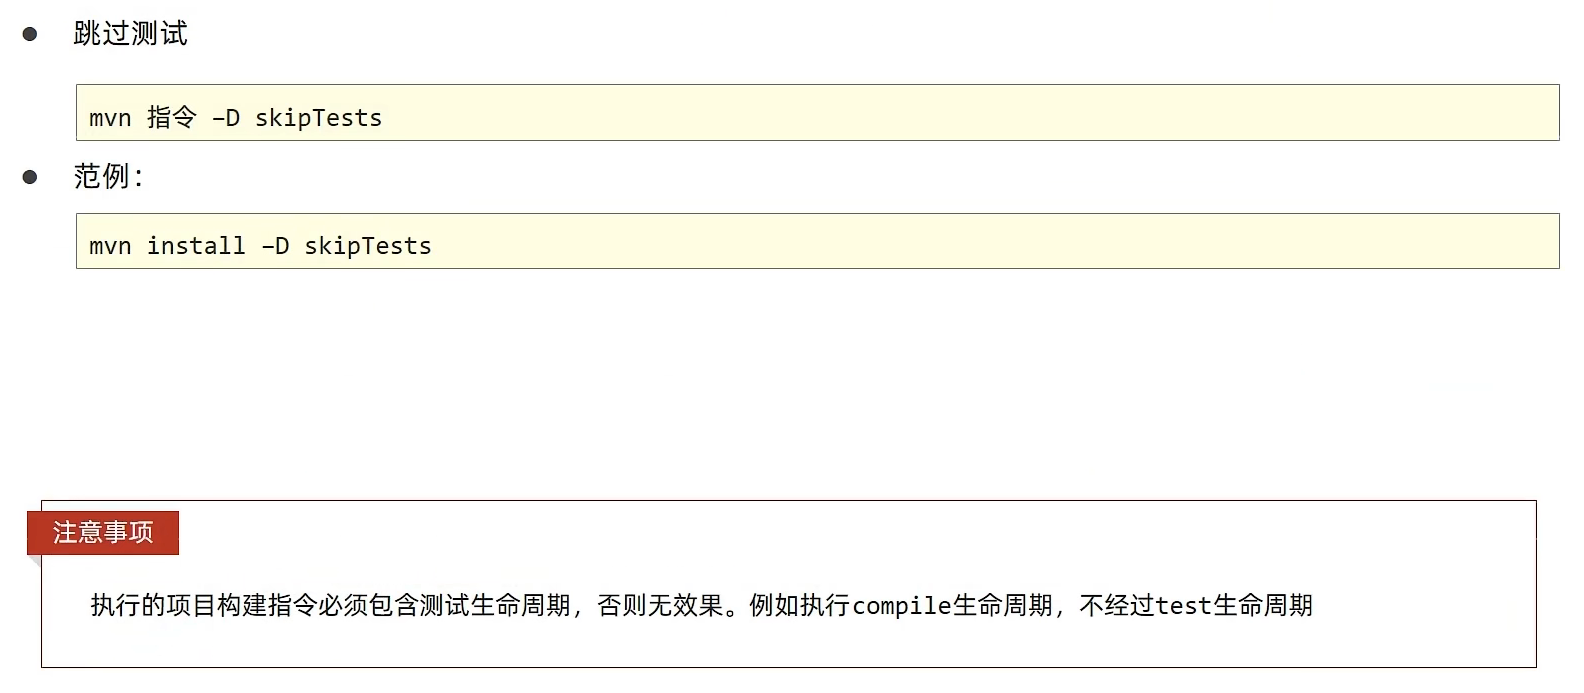 跳过测试
mvn 指令 –D skipTests
范例：
mvn install –D skipTests
注意事项
执行的项目构建指令必须包含测试生命周期，否则无效果。例如执行compile生命周期，不经过test生命周期